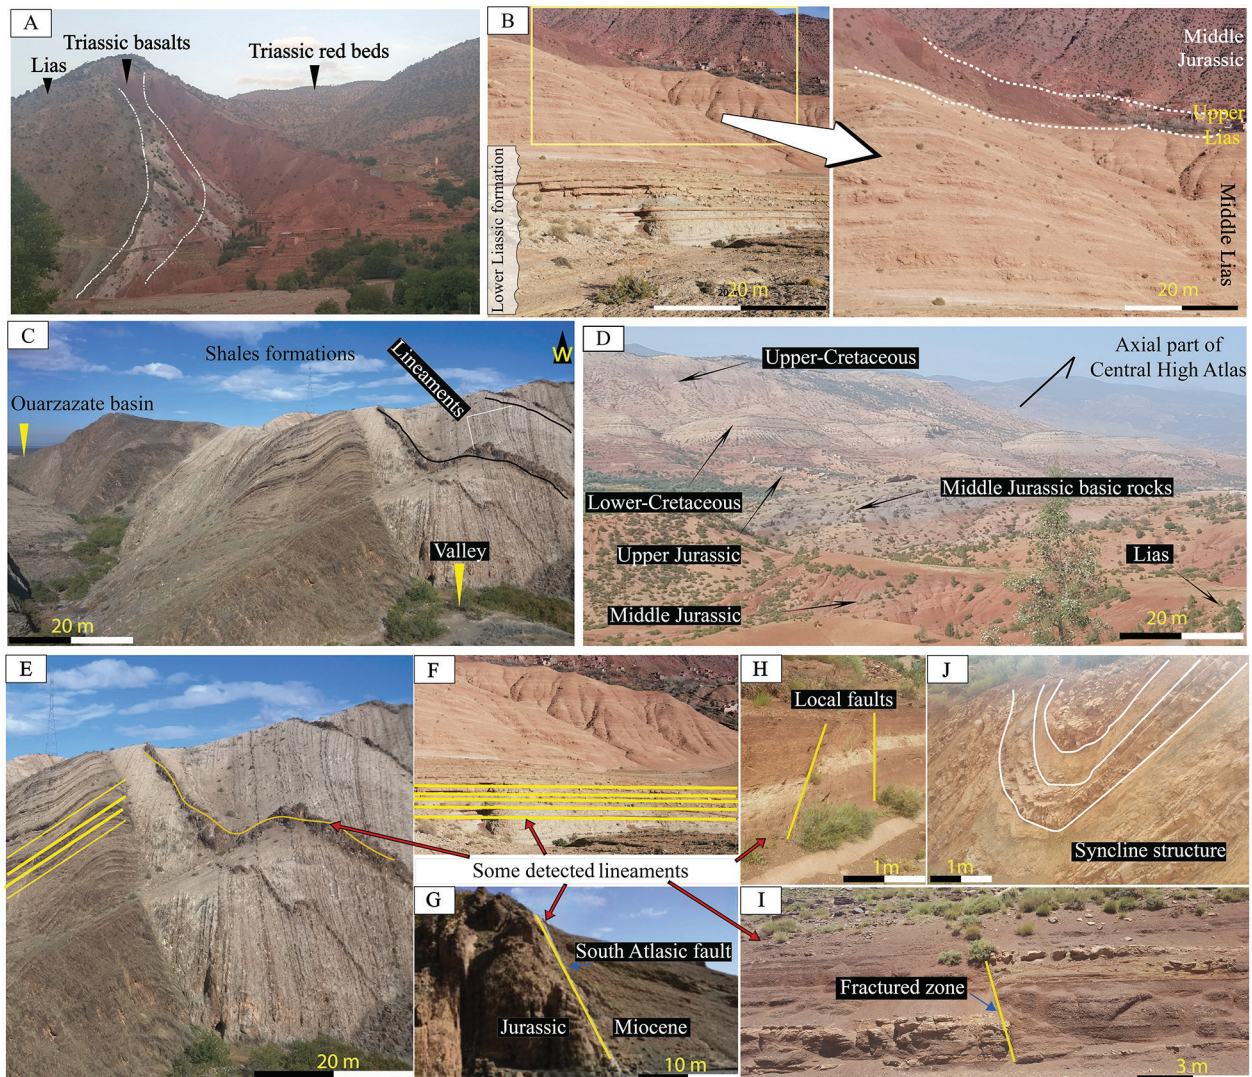 A
Lias
Triassic basalts
Triassic red beds
B
Lower Liassic formation
20 m
Middle
Jurassic
Upper
Lias
Middle Lias
20 m
C
Shales formations
Ouarzazate basin
Lineaments
W
Valley
20 m
D
Upper-Cretaceous
Axial part of
Central High Atlas
Lower-Cretaceous
Middle Jurassic basic rocks
Upper Jurassic
Lias
Middle Jurassic
20 m
E
20 m
F
Some detected lineaments
G
South Atlasic fault
Jurassic
Miocene
10 m
H
Local faults
1m
J
Syncline structure
1m
I
Fractured zone
3 m